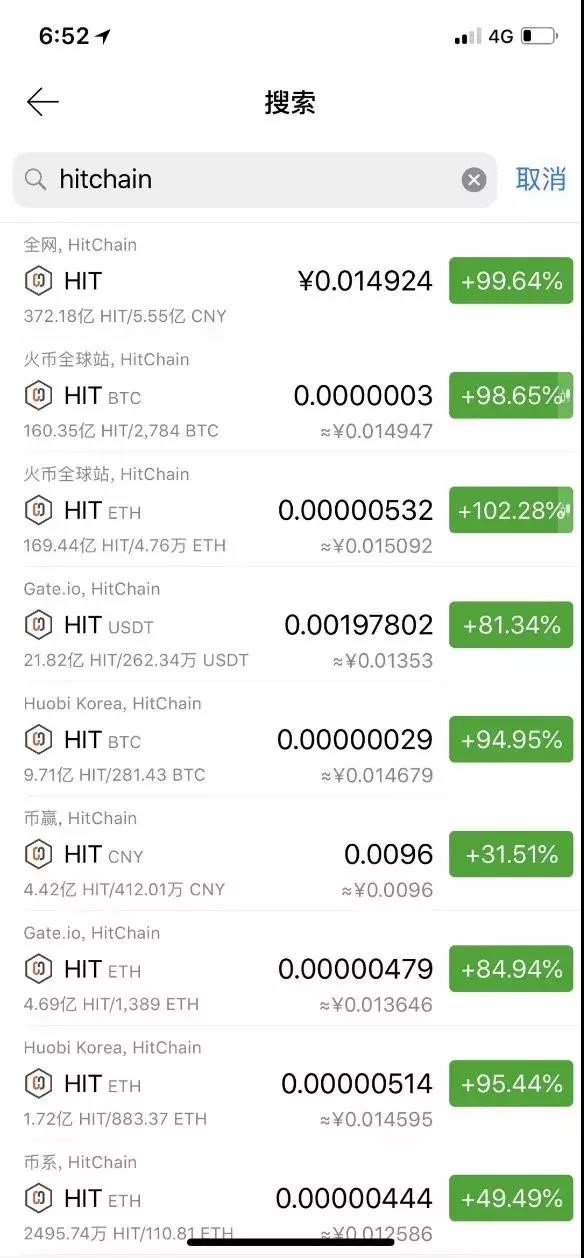 6:52 4G
搜索
hitchain 取消
全网, HitChain
HIT ¥0.014924 +99.64%
372.18亿 HIT/5.55亿 CNY
火币全球站, HitChain
HIT BTC 0.0000003 +98.65%
160.35亿 HIT/2,784 BTC ≈¥0.014947
火币全球站, HitChain
HIT ETH 0.00000532 +102.28%
169.44亿 HIT/4.76万 ETH ≈¥0.015092
Gate.io, HitChain
HIT USDT 0.00197802 +81.34%
21.82亿 HIT/262.34万 USDT ≈¥0.01353
Huobi Korea, HitChain
HIT BTC 0.00000029 +94.95%
9.71亿 HIT/281.43 BTC ≈¥0.014679
币赢, HitChain
HIT CNY 0.0096 +31.51%
4.42亿 HIT/412.01万 CNY ≈¥0.0096
Gate.io, HitChain
HIT ETH 0.00000479 +84.94%
4.69亿 HIT/1,389 ETH ≈¥0.013646
Huobi Korea, HitChain
HIT ETH 0.00000514 +95.44%
1.72亿 HIT/883.37 ETH ≈¥0.014595
币系, HitChain
HIT ETH 0.00000444 +49.49%
2495.74万 HIT/110.81 ETH ≈¥0.012586